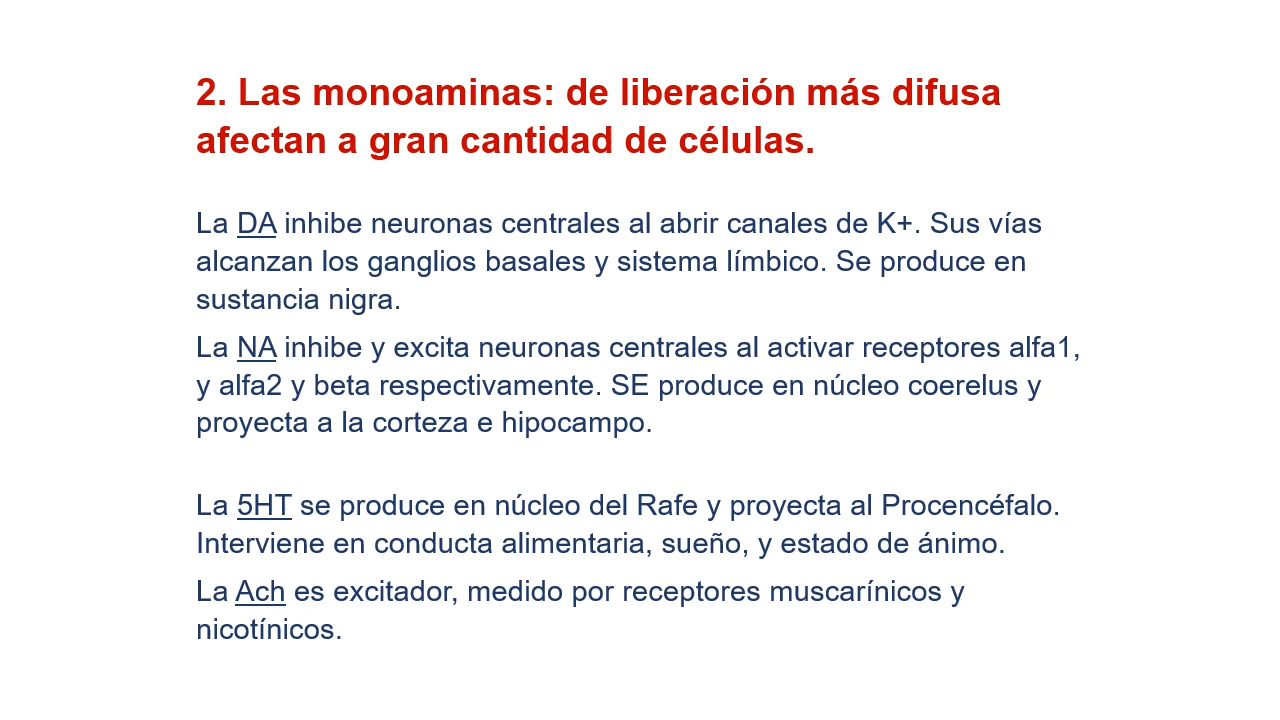 2. Las monoaminas: de liberación más difusa
afectan a gran cantidad de células.
La DA inhibe neuronas centrales al abrir canales de K+. Sus vías
alcanzan los ganglios basales y sistema límbico. Se produce en
sustancia nigra.
La NA inhibe y excita neuronas centrales al activar receptores alfa1,
y alfa2 y beta respectivamente. SE produce en núcleo coerelus y
proyecta a la corteza e hipocampo.
La 5HT se produce en núcleo del Rafe y proyecta al Procencéfalo.
Interviene en conducta alimentaria, sueño, y estado de ánimo.
La Ach es excitador, medido por receptores muscarínicos y
nicotínicos.